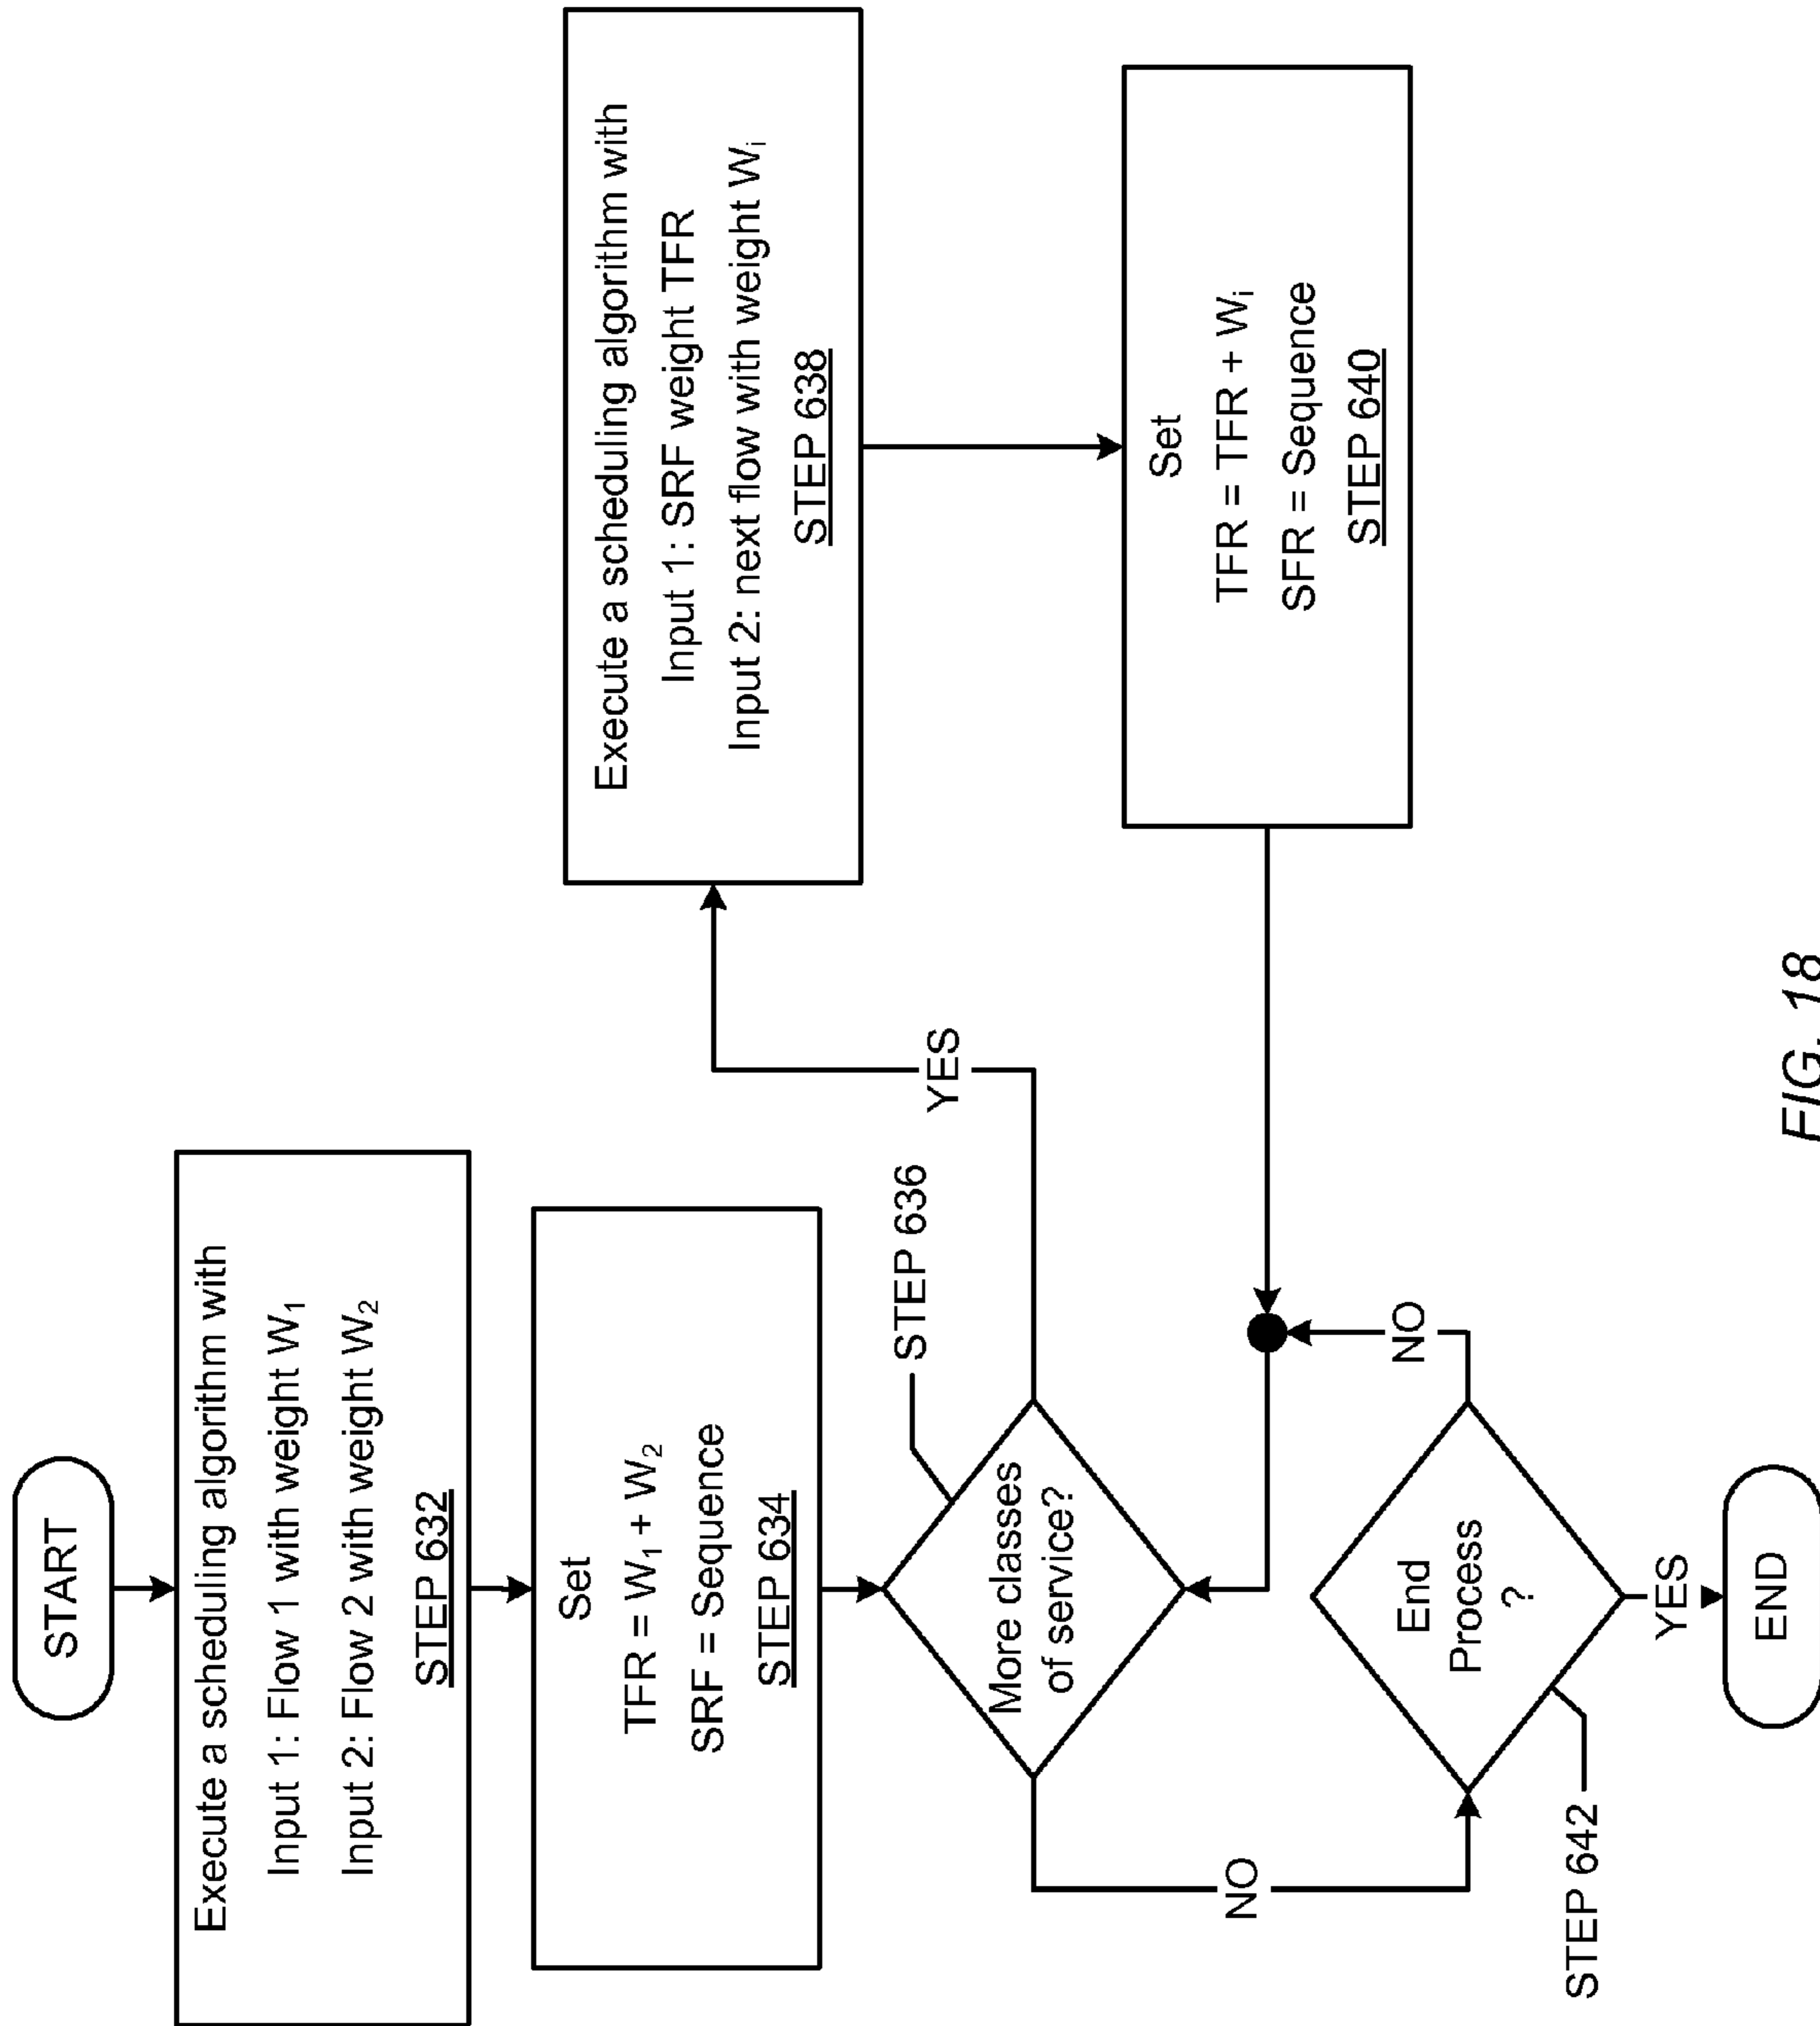 START
Execute a scheduling algorithm with
Input 1: Flow 1 with weight W₁
Input 2: Flow 2 with weight W₂
STEP 632
Set
TFR = W₁ + W₂
SRF = Sequence
STEP 634
STEP 636
More classes
of service?
YES
NO
Execute a scheduling algorithm with
Input 1: SRF weight TFR
Input 2: next flow with weight Wᵢ
STEP 638
Set
TFR = TFR + Wᵢ
SFR = Sequence
STEP 640
NO
End
Process
?
STEP 642
YES
END
FIG. 18